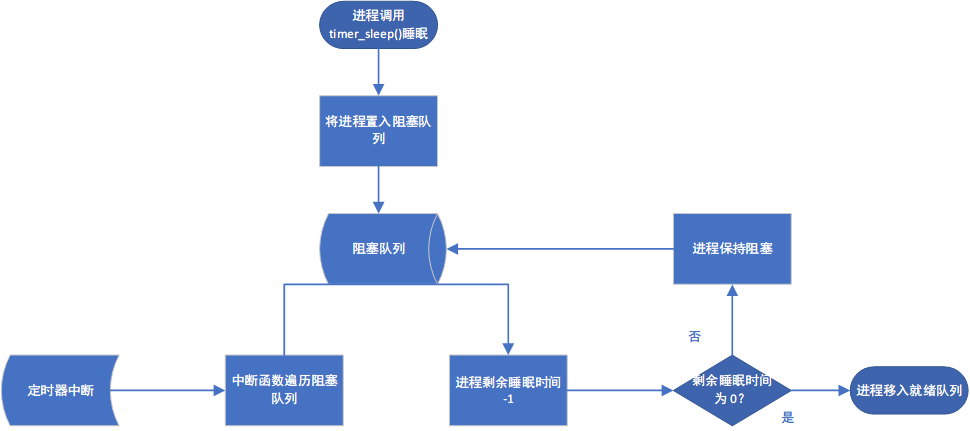 进程调用
timer_sleep()睡眠
将进程置入阻塞队
列
阻塞队列
进程保持阻塞
否
定时器中断
中断函数遍历阻塞
队列
进程剩余睡眠时间
-1
剩余睡眠时间
为 0?
进程移入就绪队列
是